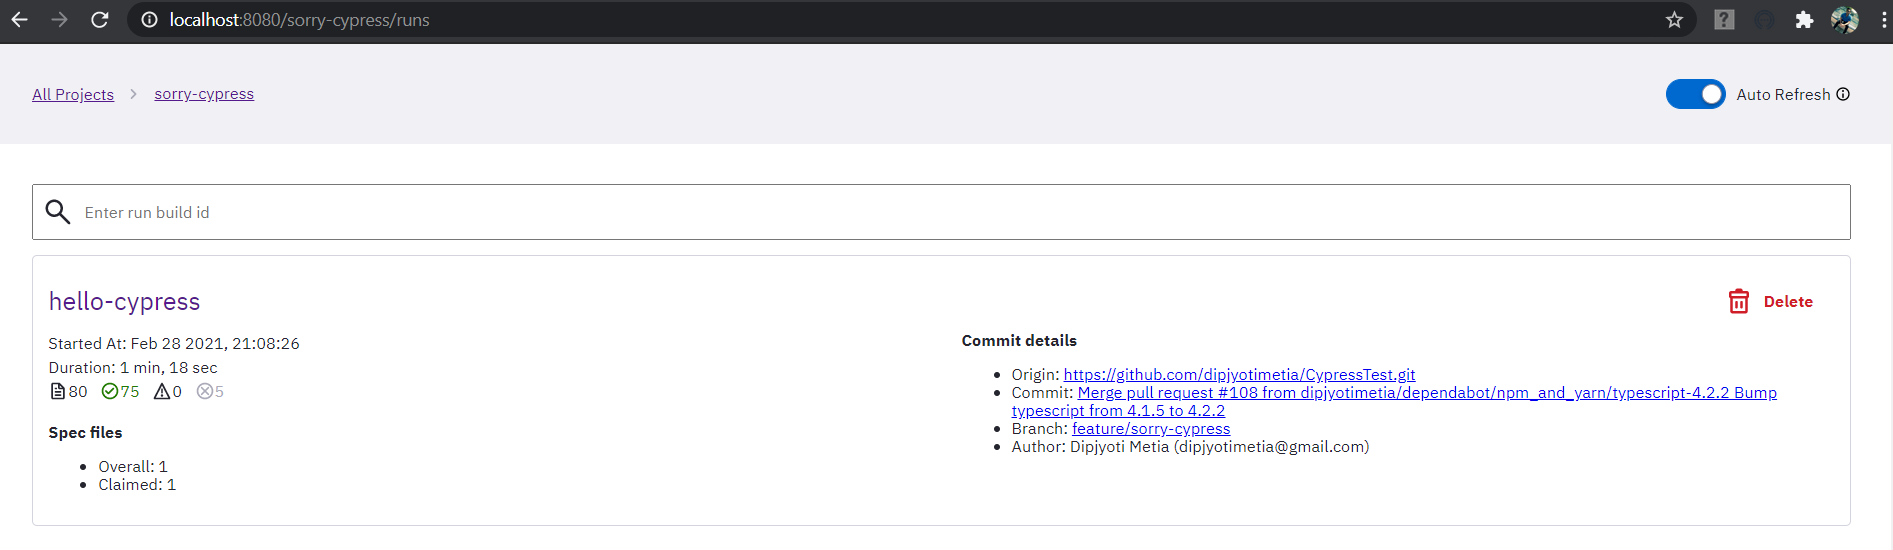 localhost:8080/sorry-cypress/runs
All Projects > sorry-cypress
Auto Refresh
Enter run build id
hello-cypress
Delete
Started At: Feb 28 2021, 21:08:26
Duration: 1 min, 18 sec
80 75 0 5
Spec files
Overall: 1
Claimed: 1
Commit details
Origin: https://github.com/dipjyotimetia/CypressTest.git
Commit: Merge pull request #108 from dipjyotimetia/dependabot/npm_and_yarn/typescript-4.2.2 Bump
typescript from 4.1.5 to 4.2.2
Branch: feature/sorry-cypress
Author: Dipjyoti Metia (dipjyotimetia@gmail.com)